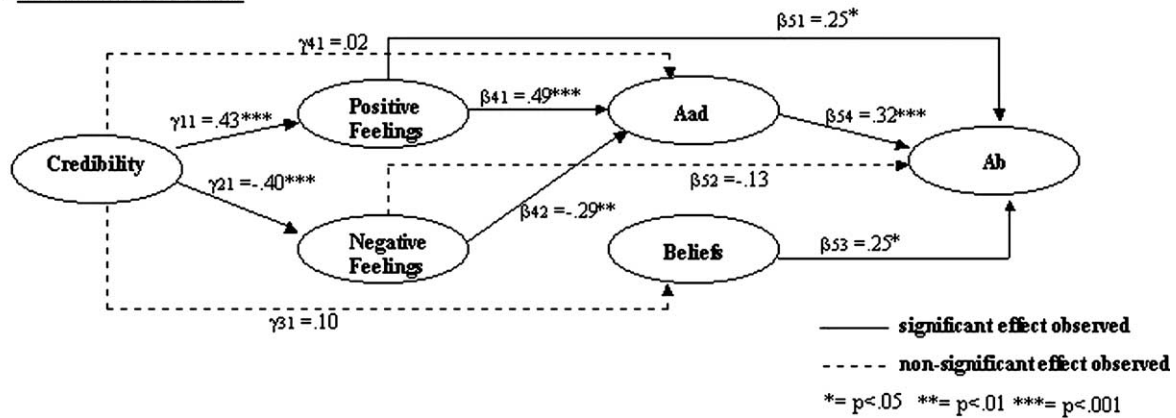 β51 =.25*
γ41 =.02
Positive
Feelings
β41 =.49***
Aad
β54 =.32***
γ11 =.43***
Credibility
Ab
γ21 =-.40***
β52 =-.13
β42 =-.29**
Negative
Feelings
Beliefs
β53 =.25*
γ31 =.10
significant effect observed
non-significant effect observed
*= p<.05 **= p<.01 ***= p<.001